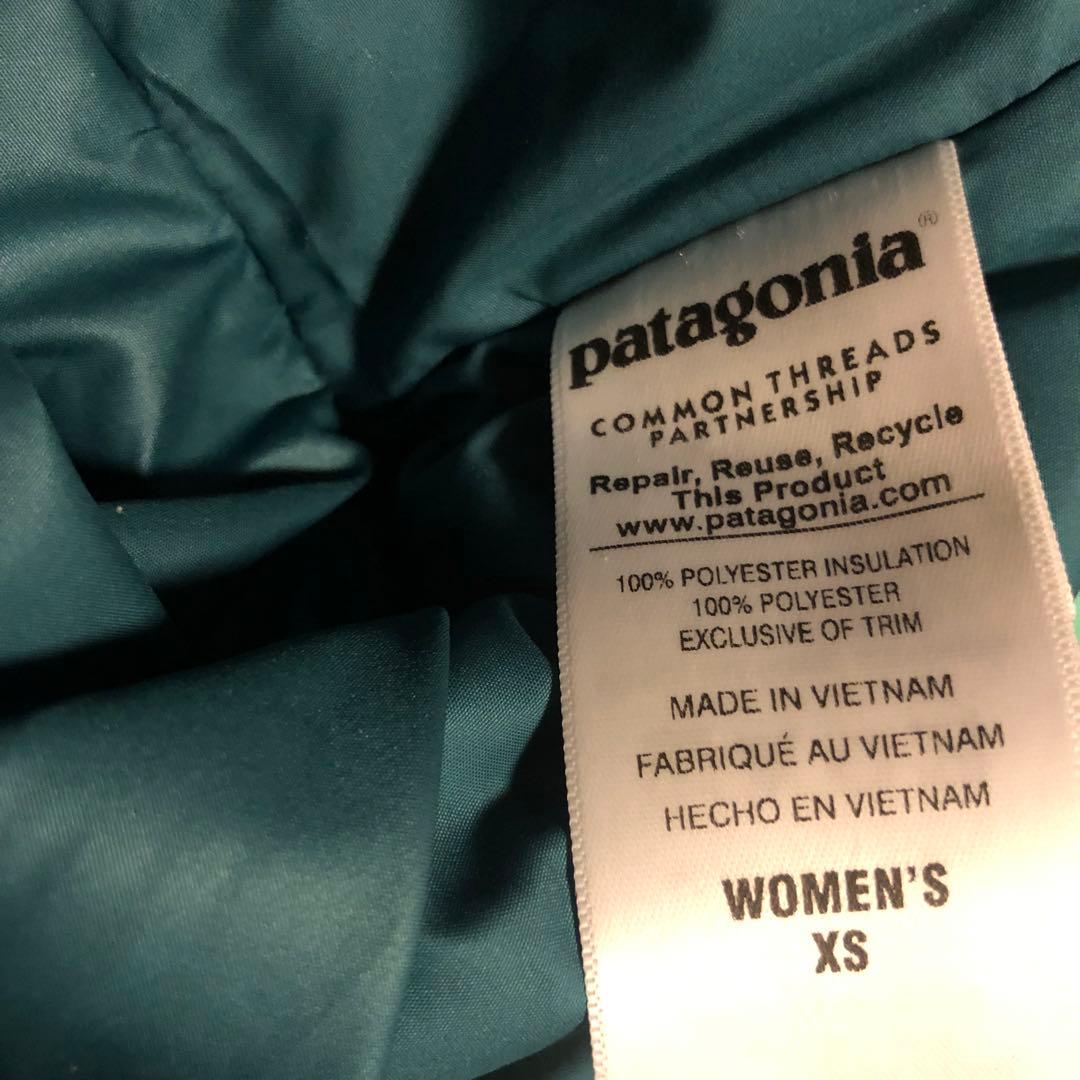 patagonia®
COMMON THREADS
PARTNERSHIP
Repair, Reuse, Recycle
This Product
www.patagonia.com
100% POLYESTER INSULATION
100% POLYESTER
EXCLUSIVE OF TRIM
MADE IN VIETNAM
FABRIQUÉ AU VIETNAM
HECHO EN VIETNAM
WOMEN'S
XS